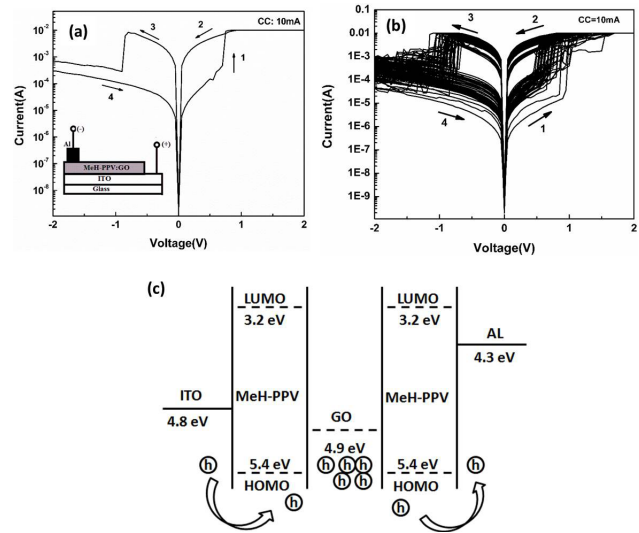 (a)
CC: 10mA
3
2
1
4
10⁻²
10⁻³
10⁻⁴
10⁻⁵
10⁻⁶
10⁻⁷
10⁻⁸
Current(A)
(-)
(+)
Al
MeH-PPV:GO
ITO
Glass
-2 -1 0 1 2
Voltage(V)
(b)
CC=10mA
3
2
4
1
0.01
1E-3
1E-4
1E-5
1E-6
1E-7
1E-8
1E-9
Current(A)
-2 -1 0 1 2
Voltage(V)
(c)
LUMO
3.2 eV
LUMO
3.2 eV
AL
4.3 eV
ITO
4.8 eV
MeH-PPV
MeH-PPV
GO
4.9 eV
5.4 eV
HOMO
5.4 eV
HOMO
h
h
h h h
h h
h
h